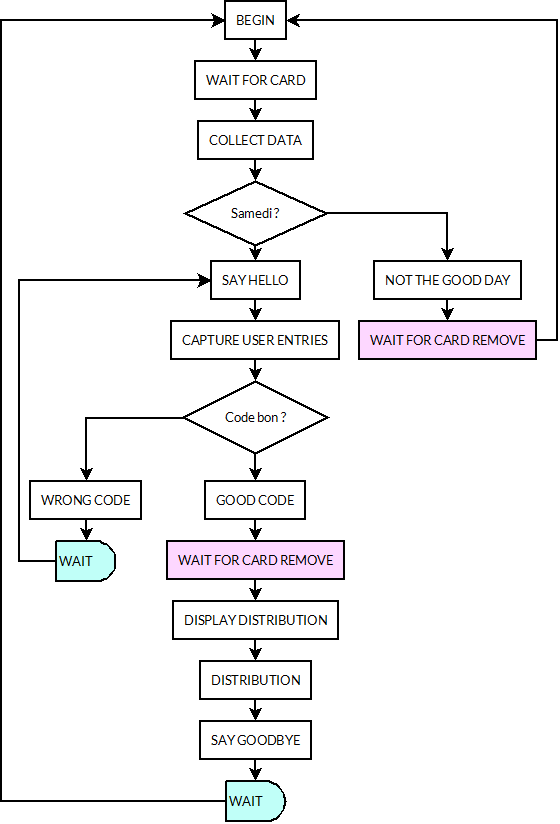 BEGIN
WAIT FOR CARD
COLLECT DATA
Samedi ?
SAY HELLO
NOT THE GOOD DAY
CAPTURE USER ENTRIES
WAIT FOR CARD REMOVE
Code bon ?
WRONG CODE
GOOD CODE
WAIT
WAIT FOR CARD REMOVE
DISPLAY DISTRIBUTION
DISTRIBUTION
SAY GOODBYE
WAIT